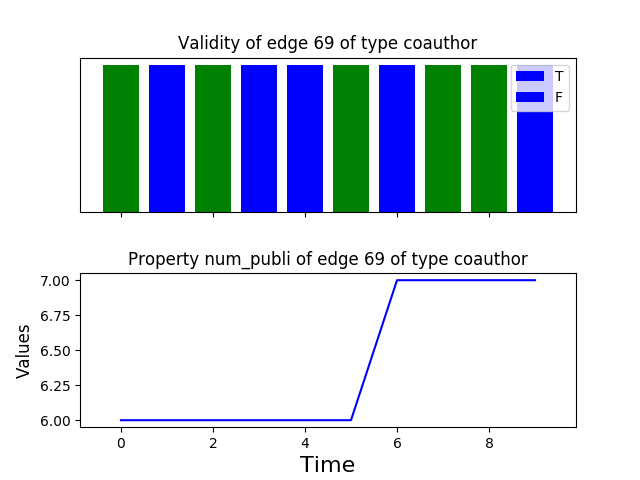 Validity of edge 69 of type coauthor
T
F
Property num_publi of edge 69 of type coauthor
7.00
6.75
6.50
6.25
6.00
Values
0 2 4 6 8
Time